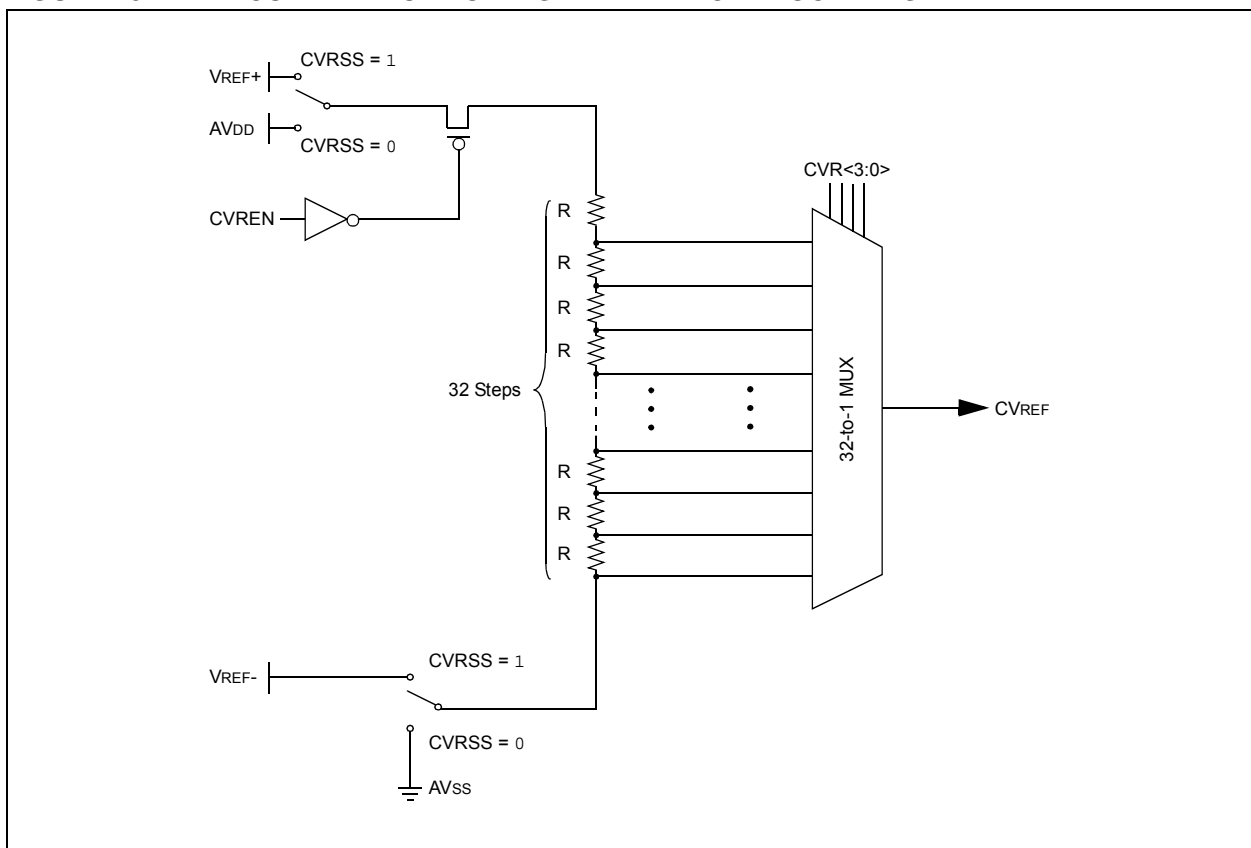 CVRSS = 1
VREF+
AVDD
CVRSS = 0
CVREN
CVR<3:0>
R
R
R
R
32 Steps
32-to-1 MUX
CVREF
R
R
R
CVRSS = 1
VREF-
CVRSS = 0
AVSS